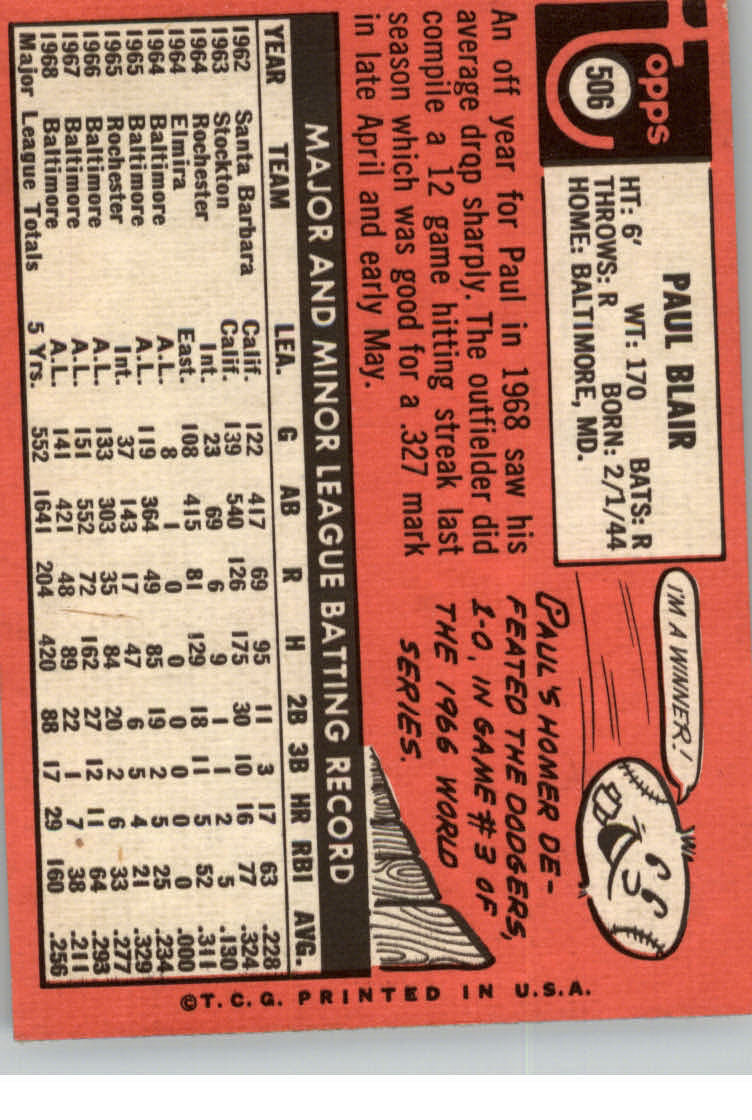 Topps
506
PAUL BLAIR
HT: 6' WT: 170 BATS: R
THROWS: R BORN: 2/1/44
HOME: BALTIMORE, MD.
I'M A WINNER!
An off year for Paul in 1968 saw his
average drop sharply. The outfielder did
compile a 12 game hitting streak last
season which was good for a .327 mark
in late April and early May.
PAUL'S HOMER DE-
FEATED THE DODGERS,
1-0, IN GAME #3 OF
THE 1966 WORLD
SERIES.
MAJOR AND MINOR LEAGUE BATTING RECORD
YEAR TEAM LEA. G AB R H 2B 3B HR RBI AVG.
1962 Santa Barbara Calif. 122 417 69 95 11 3 17 63 .228
1963 Stockton Calif. 139 540 126 175 30 10 16 77 .324
1964 Rochester Int. 23 69 6 9 1 1 2 5 .130
1964 Elmira East. 108 415 81 129 18 11 5 52 .311
1964 Baltimore A.L. 8 1 0 0 0 0 0 0 .000
1965 Baltimore A.L. 119 364 49 85 19 2 5 25 .234
1965 Rochester Int. 37 143 17 47 6 5 4 21 .329
1966 Baltimore A.L. 133 303 35 84 20 2 6 33 .277
1967 Baltimore A.L. 151 552 72 162 27 12 11 64 .293
1968 Baltimore A.L. 141 421 48 89 22 1 7 38 .211
Major League Totals 5 Yrs. 552 1641 204 420 88 17 29 160 .256
©T.C.G. PRINTED IN U.S.A.